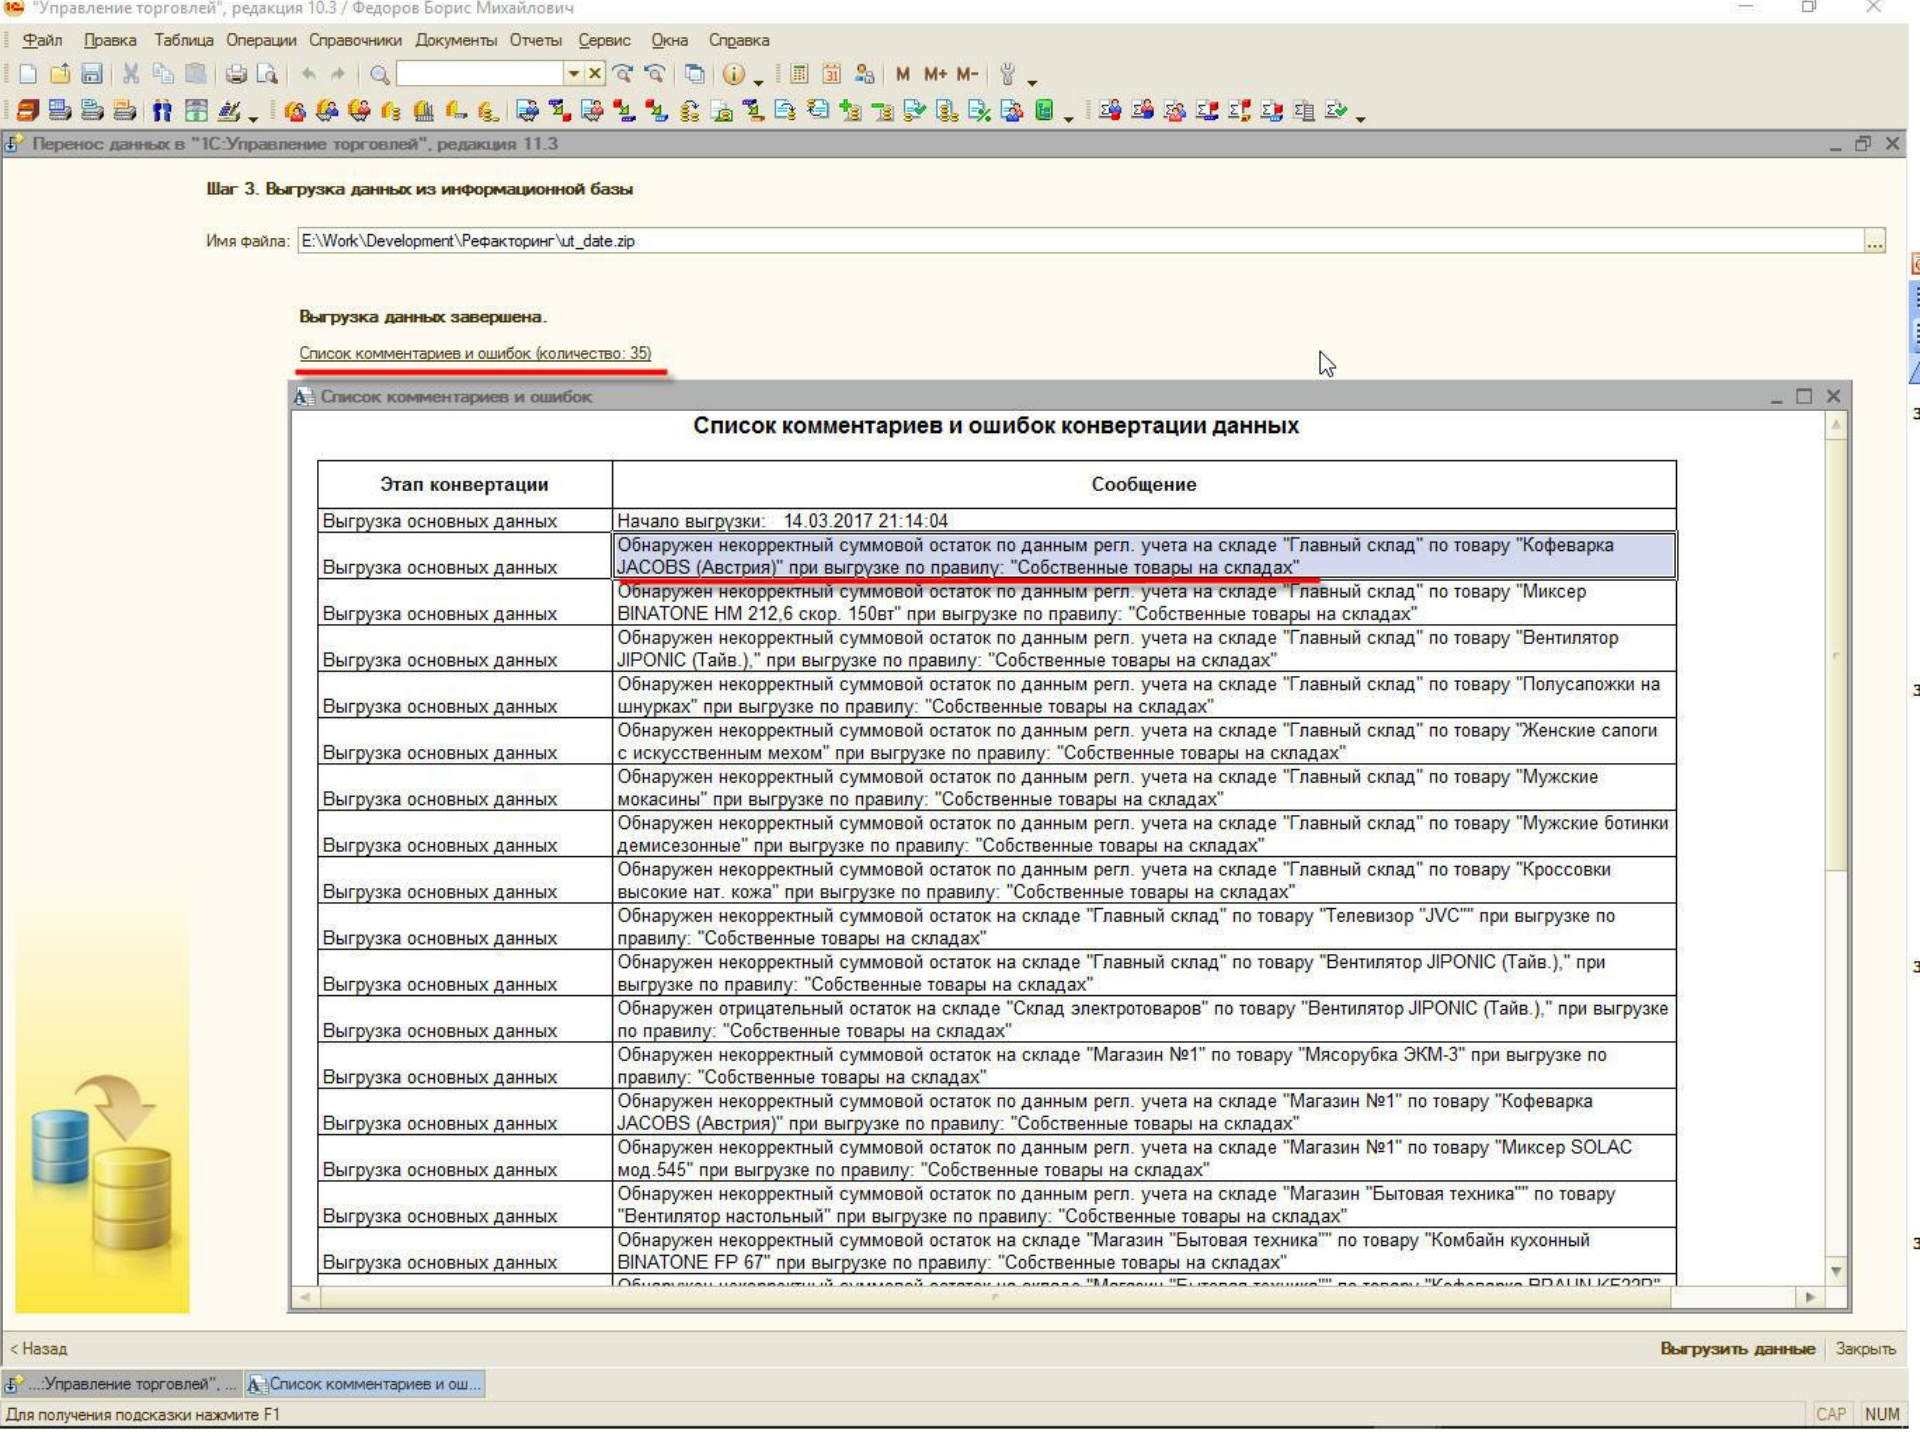 "Управление торговлей", редакция 10.3 / Федоров Борис Михайлович
Файл Правка Таблица Операции Справочники Документы Отчеты Сервис Окна Справка
M M+ M-
Перенос данных в "1С:Управление торговлей", редакция 11.3
Шаг 3. Выгрузка данных из информационной базы
Имя файла: E:\Work\Development\Рефакторинг\ut_date.zip ...
Выгрузка данных завершена.
Список комментариев и ошибок (количество: 35)
Список комментариев и ошибок
Список комментариев и ошибок конвертации данных
Этап конвертации Сообщение
Выгрузка основных данных Начало выгрузки: 14.03.2017 21:14:04
Обнаружен некорректный суммовой остаток по данным регл. учета на складе "Главный склад" по товару "Кофеварка
Выгрузка основных данных JACOBS (Австрия)" при выгрузке по правилу: "Собственные товары на складах"
Обнаружен некорректный суммовой остаток по данным регл. учета на складе "Главный склад" по товару "Миксер
Выгрузка основных данных BINATONE HM 212,6 скор. 150вт" при выгрузке по правилу: "Собственные товары на складах"
Обнаружен некорректный суммовой остаток по данным регл. учета на складе "Главный склад" по товару "Вентилятор
Выгрузка основных данных JIPONIC (Тайв.)," при выгрузке по правилу: "Собственные товары на складах"
Обнаружен некорректный суммовой остаток по данным регл. учета на складе "Главный склад" по товару "Полусапожки на
Выгрузка основных данных шнурках" при выгрузке по правилу: "Собственные товары на складах"
Обнаружен некорректный суммовой остаток по данным регл. учета на складе "Главный склад" по товару "Женские сапоги
Выгрузка основных данных с искусственным мехом" при выгрузке по правилу: "Собственные товары на складах"
Обнаружен некорректный суммовой остаток по данным регл. учета на складе "Главный склад" по товару "Мужские
Выгрузка основных данных мокасины" при выгрузке по правилу: "Собственные товары на складах"
Обнаружен некорректный суммовой остаток по данным регл. учета на складе "Главный склад" по товару "Мужские ботинки
Выгрузка основных данных демисезонные" при выгрузке по правилу: "Собственные товары на складах"
Обнаружен некорректный суммовой остаток по данным регл. учета на складе "Главный склад" по товару "Кроссовки
Выгрузка основных данных высокие нат. кожа" при выгрузке по правилу: "Собственные товары на складах"
Обнаружен некорректный суммовой остаток на складе "Главный склад" по товару "Телевизор "JVC"" при выгрузке по
Выгрузка основных данных правилу: "Собственные товары на складах"
Обнаружен некорректный суммовой остаток на складе "Главный склад" по товару "Вентилятор JIPONIC (Тайв.)," при
Выгрузка основных данных выгрузке по правилу: "Собственные товары на складах"
Обнаружен отрицательный остаток на складе "Склад электротоваров" по товару "Вентилятор JIPONIC (Тайв.)," при выгрузке
Выгрузка основных данных по правилу: "Собственные товары на складах"
Обнаружен некорректный суммовой остаток на складе "Магазин №1" по товару "Мясорубка ЭКМ-3" при выгрузке по
Выгрузка основных данных правилу: "Собственные товары на складах"
Обнаружен некорректный суммовой остаток по данным регл. учета на складе "Магазин №1" по товару "Кофеварка
Выгрузка основных данных JACOBS (Австрия)" при выгрузке по правилу: "Собственные товары на складах"
Обнаружен некорректный суммовой остаток по данным регл. учета на складе "Магазин №1" по товару "Миксер SOLAC
Выгрузка основных данных мод.545" при выгрузке по правилу: "Собственные товары на складах"
Обнаружен некорректный суммовой остаток по данным регл. учета на складе "Магазин "Бытовая техника"" по товару
Выгрузка основных данных "Вентилятор настольный" при выгрузке по правилу: "Собственные товары на складах"
Обнаружен некорректный суммовой остаток на складе "Магазин "Бытовая техника"" по товару "Комбайн кухонный
Выгрузка основных данных BINATONE FP 67" при выгрузке по правилу: "Собственные товары на складах"
Обнаружен некорректный суммовой остаток на складе "Магазин "Бытовая техника"" по товару "Кофеварка BRAUN KF22R"
< Назад Выгрузить данные Закрыть
...:Управление торговлей", ... Список комментариев и ош...
Для получения подсказки нажмите F1 CAP NUM